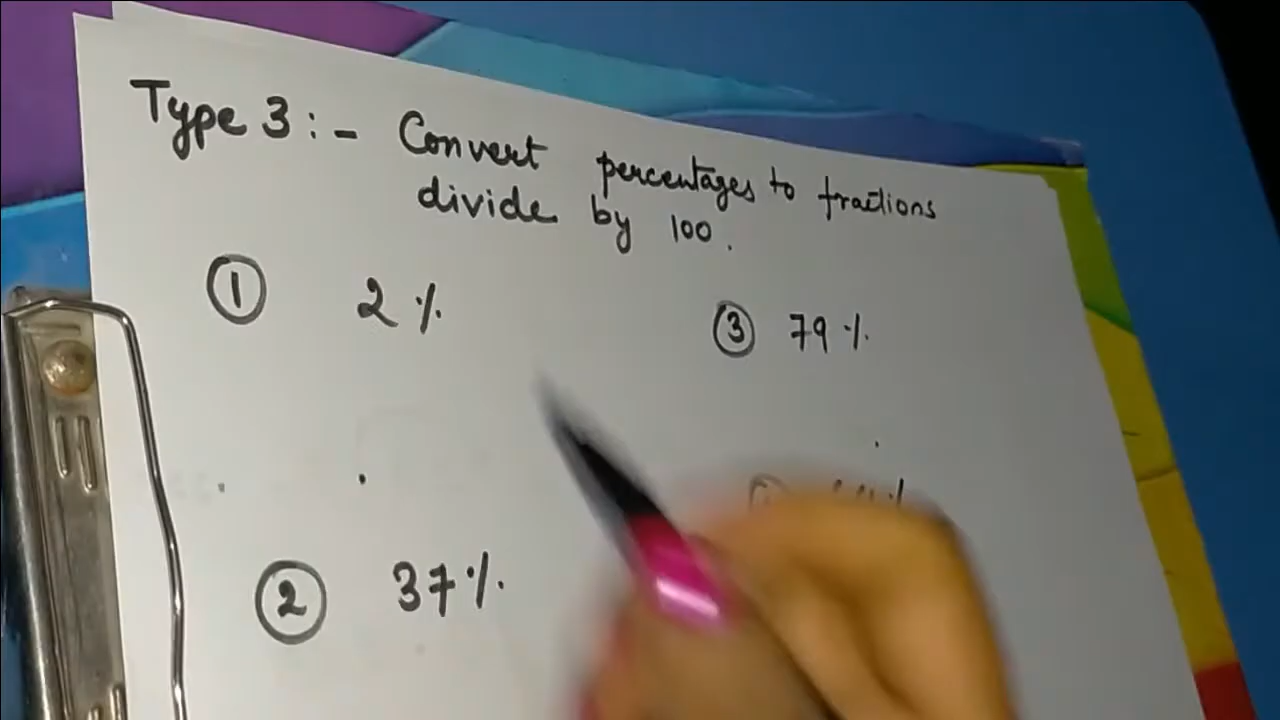 Type 3 :- Convert percentages to fractions
divide by 100.
① 2 %
③ 79 %
② 37 %